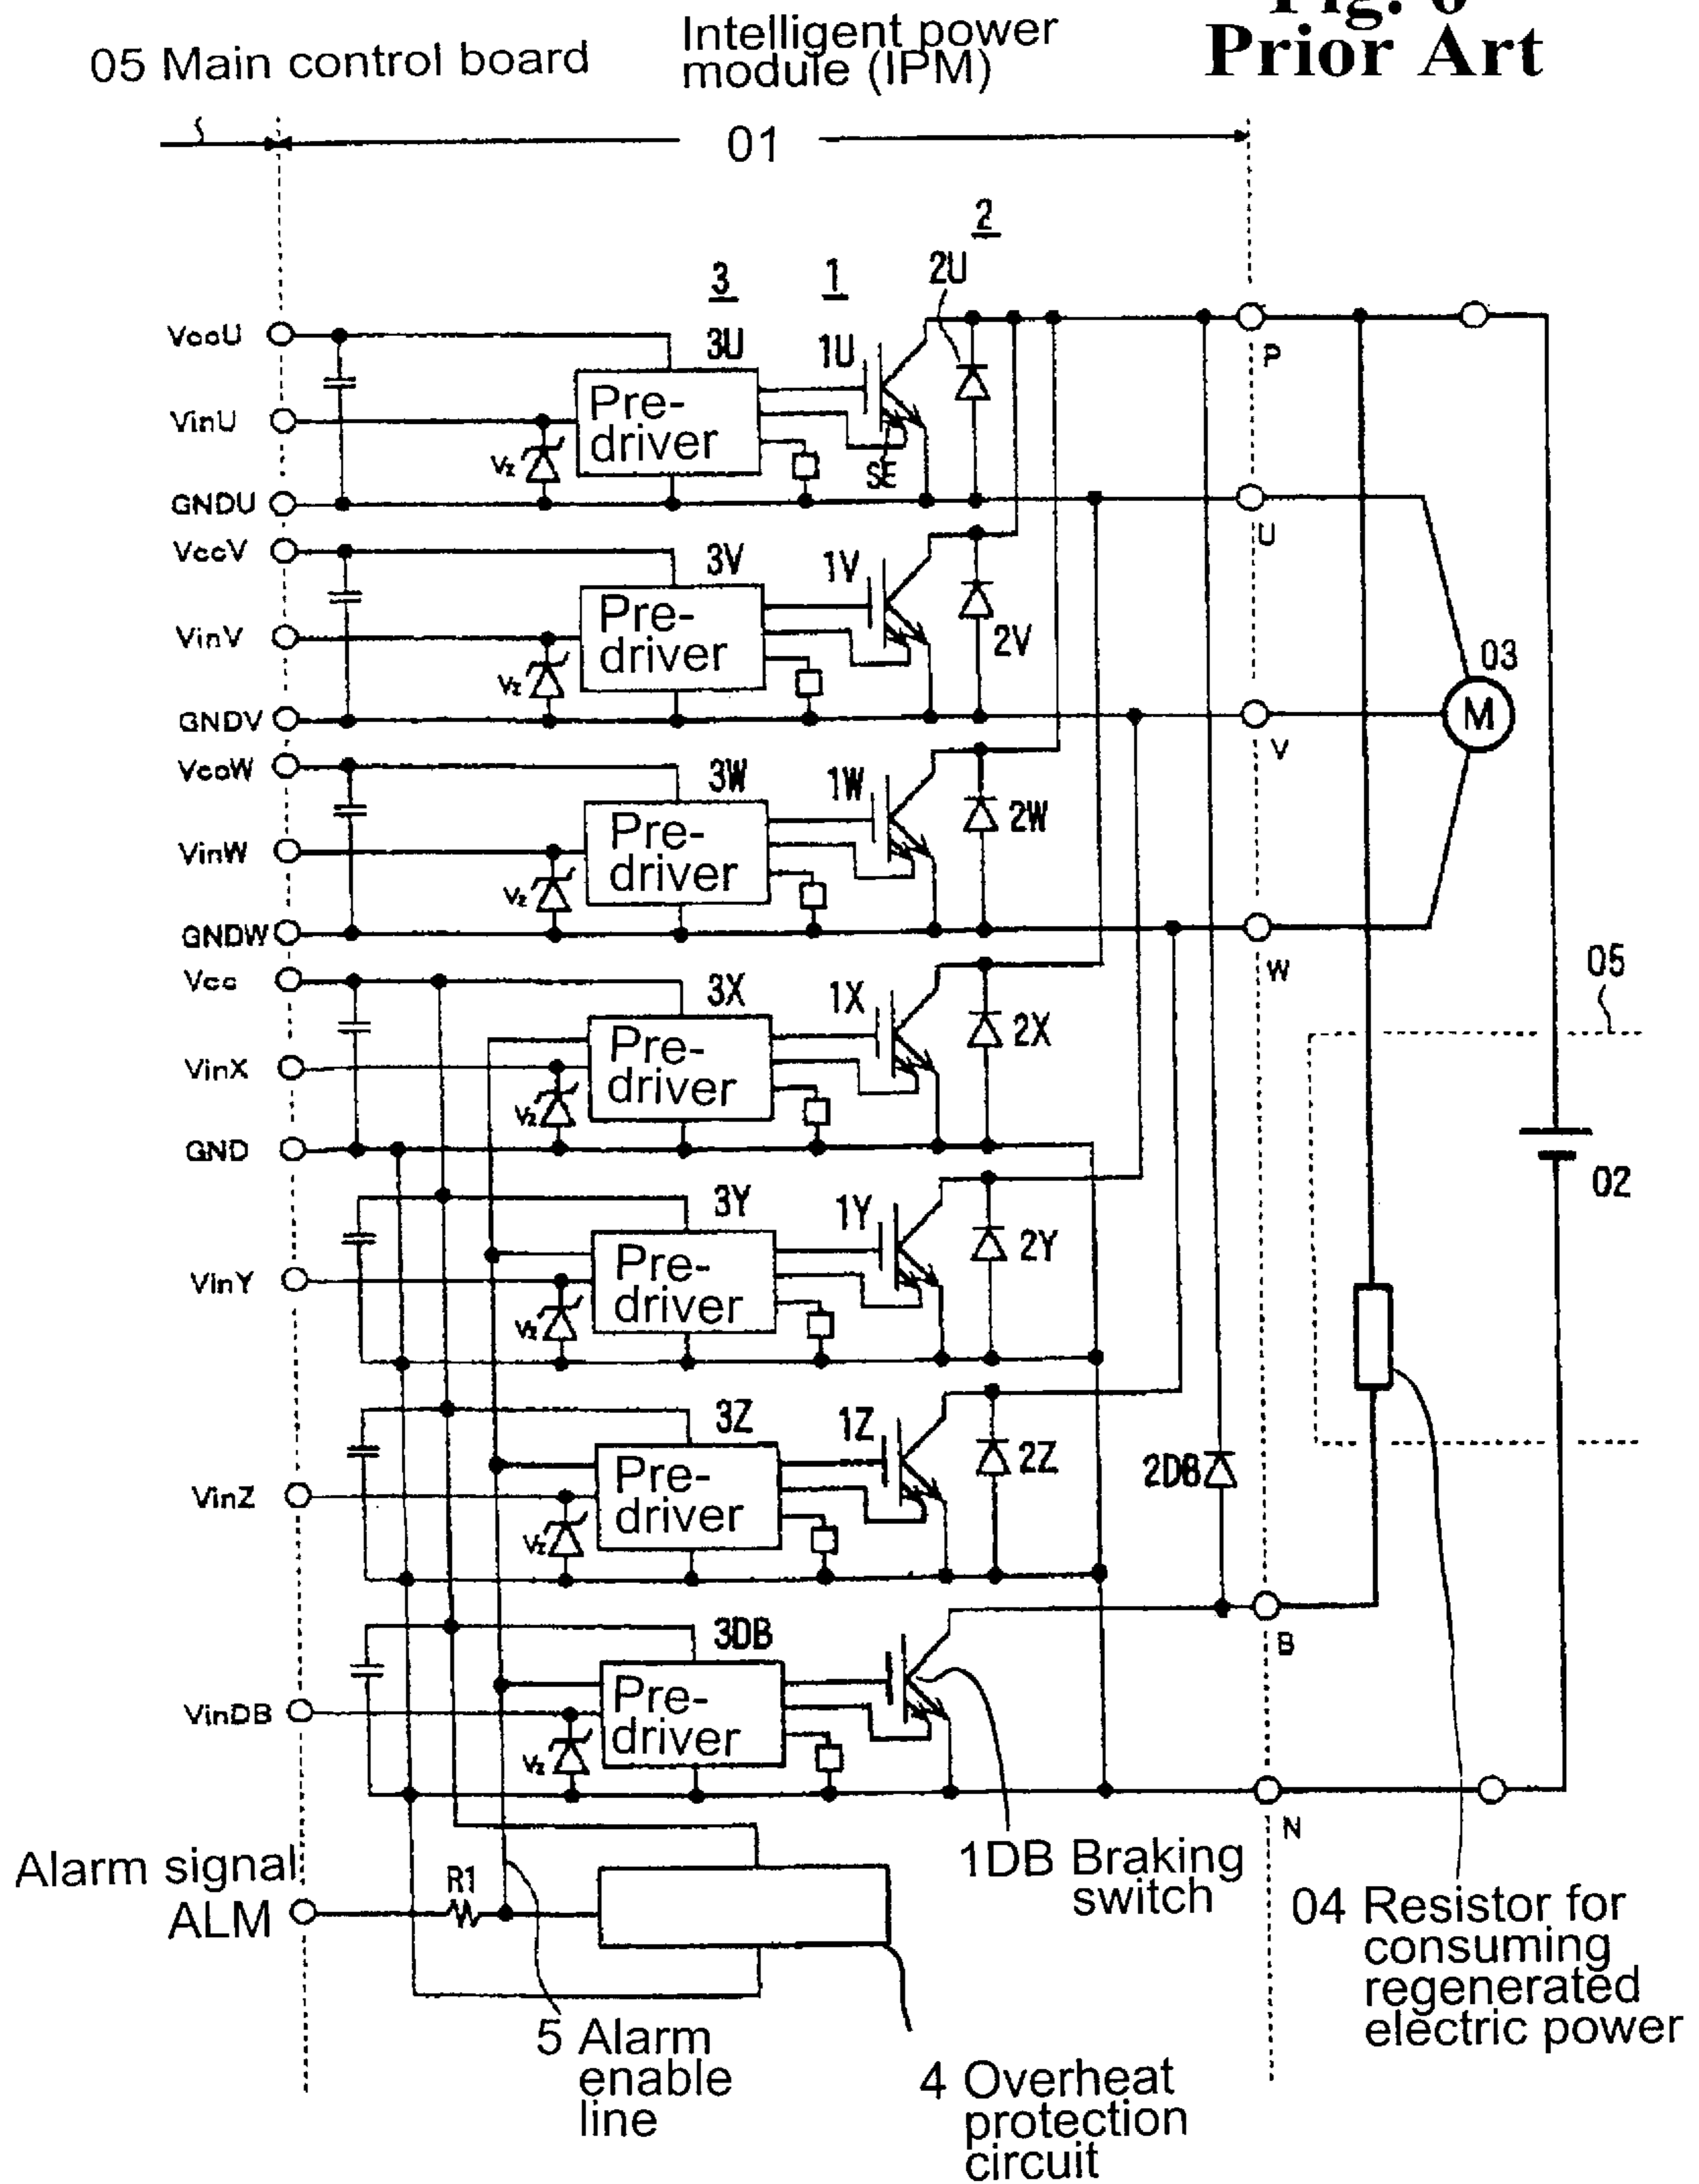 Prior Art
05 Main control board
Intelligent power
module (IPM)
01
2
2U
3
1
VccU
3U
1U
P
VinU
Pre-
driver
Vz
SE
GNDU
U
VccV
3V
1V
VinV
Pre-
driver
2V
03
Vz
M
GNDV
V
VccW
3W
1W
2W
VinW
Pre-
driver
Vz
GNDW
W
05
Vcc
3X
1X
2X
VinX
Pre-
driver
Vz
GND
02
3Y
1Y
2Y
VinY
Pre-
driver
Vz
3Z
1Z
2Z
2DB
VinZ
Pre-
driver
Vz
3DB
B
VinDB
Pre-
driver
Vz
N
Alarm signal
ALM
R1
1DB Braking
switch
04 Resistor for
consuming
regenerated
electric power
5 Alarm
enable
line
4 Overheat
protection
circuit